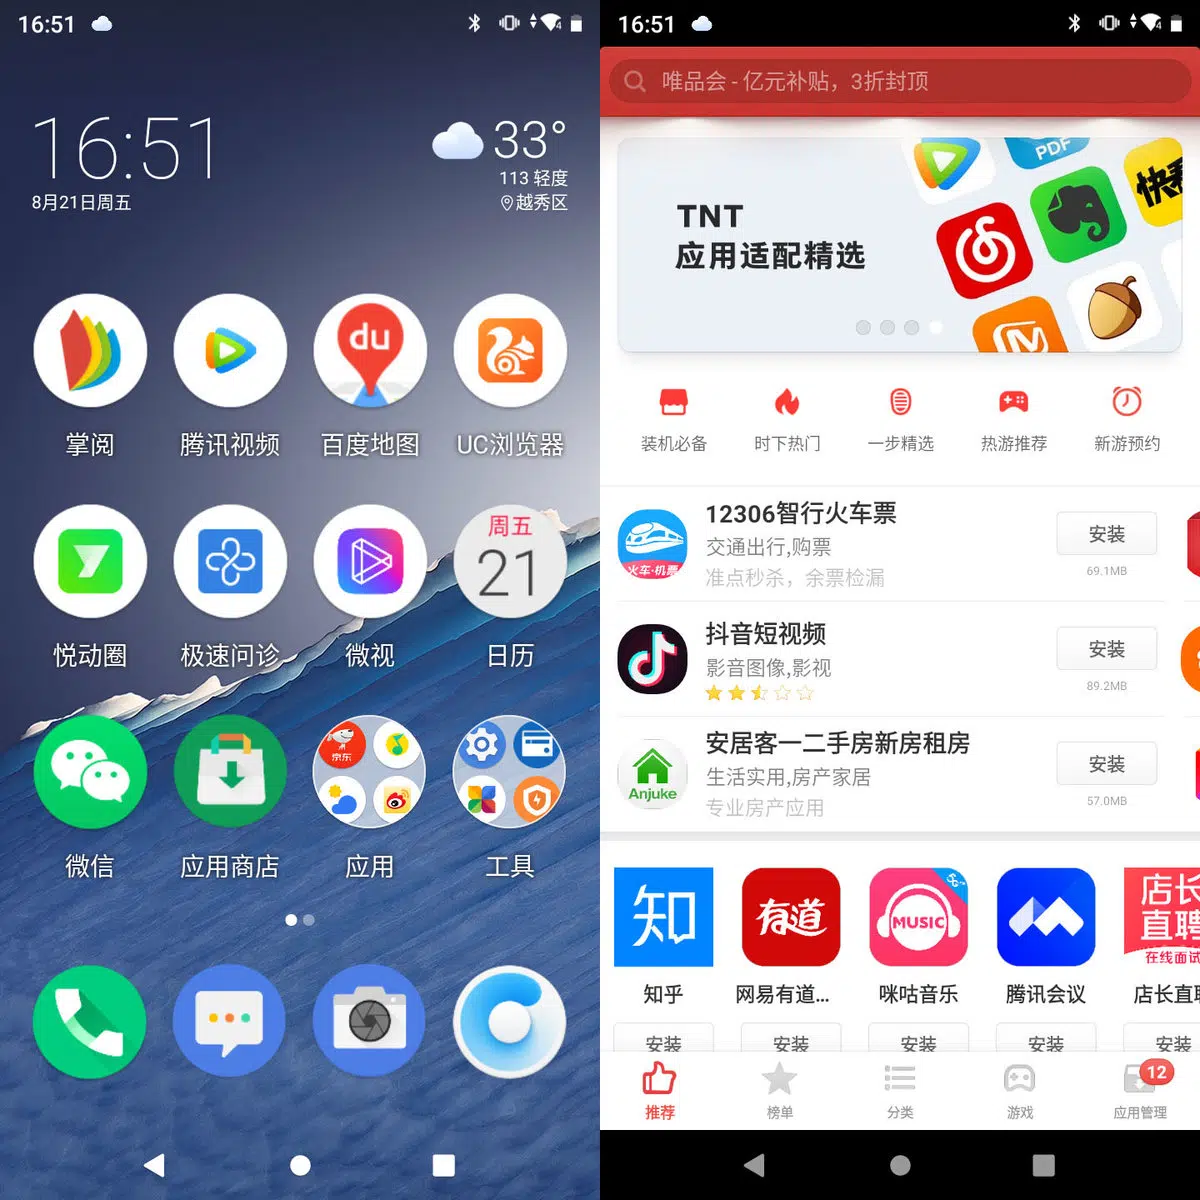 16:51
16:51
33°
8月21日周五
113 轻度
越秀区
du
掌阅
腾讯视频
百度地图
UC浏览器
周五
21
悦动圈
极速问诊
微视
日历
京东
微信
应用商店
应用
工具
16:51
唯品会 - 亿元补贴，3折封顶
TNT
应用适配精选
PDF
装机必备
时下热门
一步精选
热游推荐
新游预约
12306智行火车票
交通出行,购票
准点秒杀，余票检漏
火车·机票
安装
69.1MB
抖音短视频
影音图像,影视
安装
89.2MB
安居客一二手房新房租房
生活实用,房产家居
专业房产应用
Anjuke
安装
57.0MB
知
有道
MUSIC
店长
直聘
在线面试
知乎
网易有道...
咪咕音乐
腾讯会议
店长直聘
安装
安装
安装
安装
安装
12
推荐
榜单
分类
游戏
应用管理